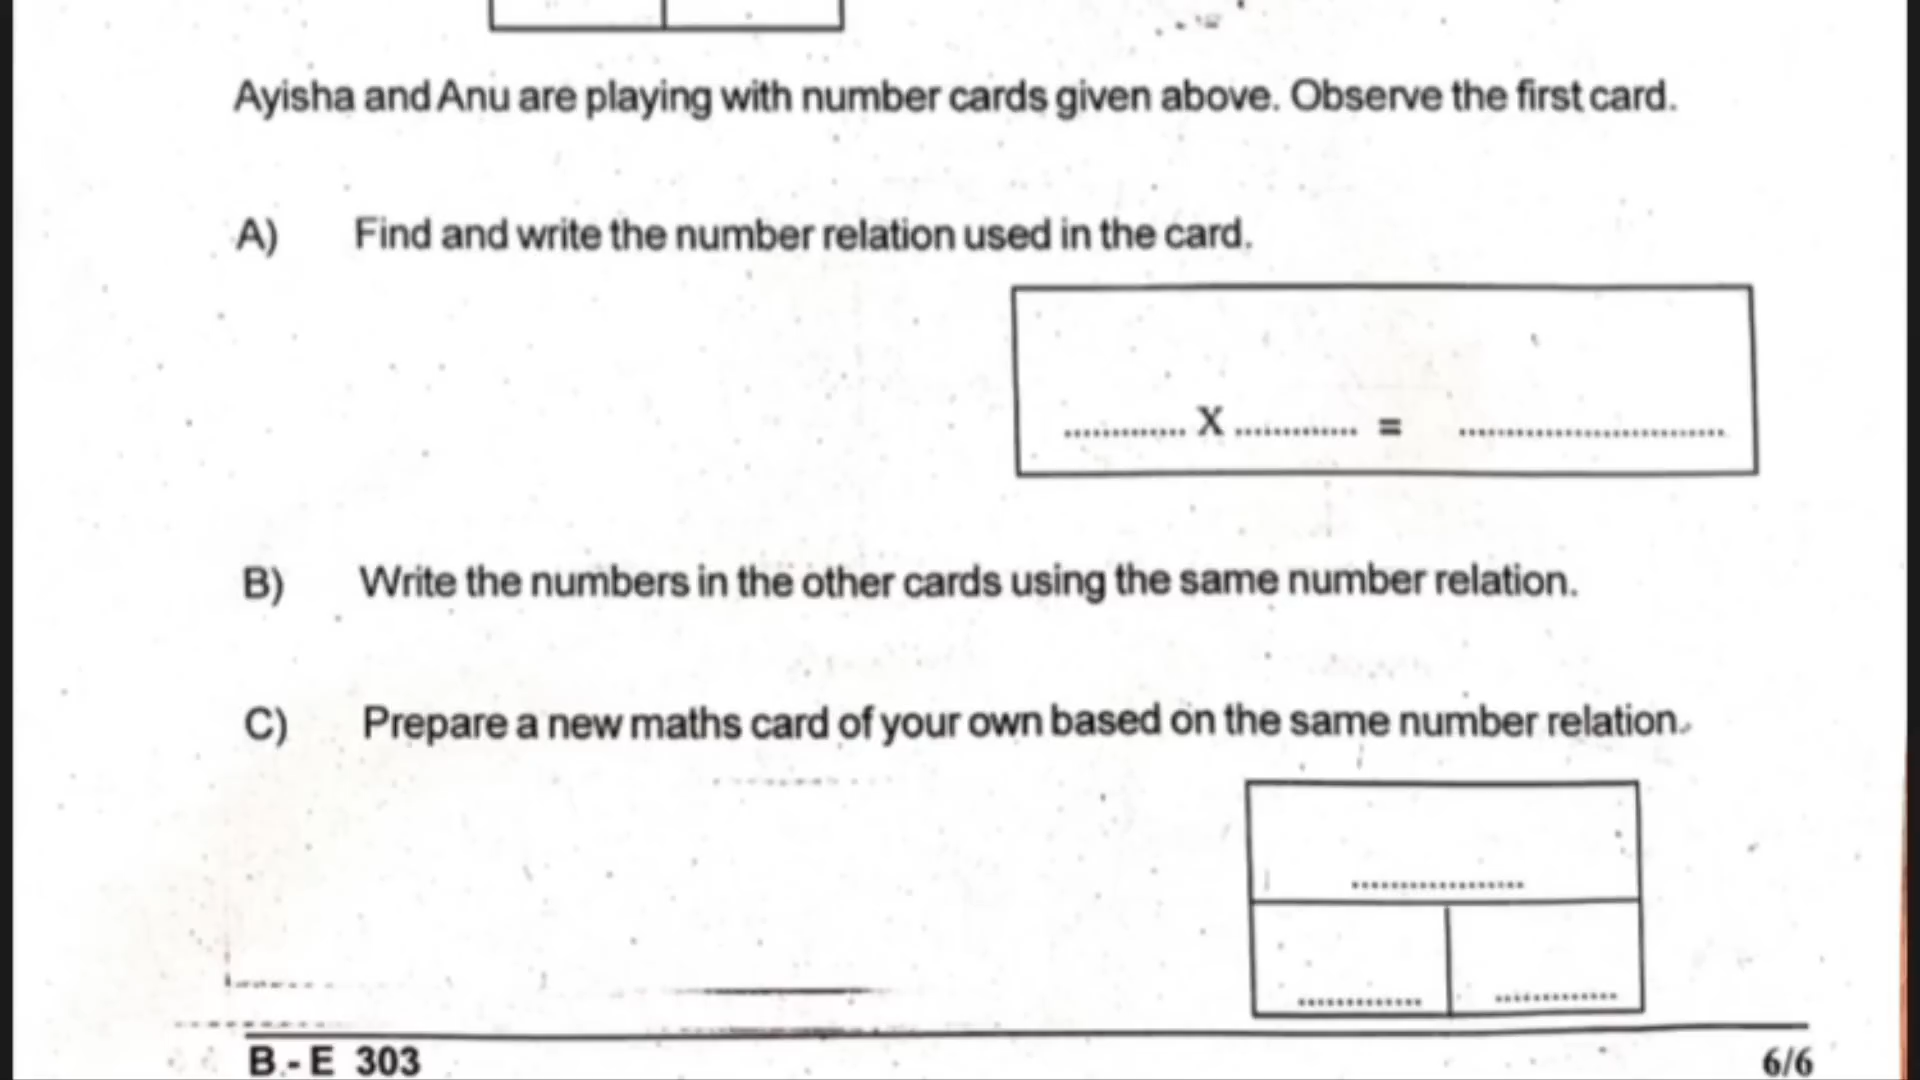 Ayisha and Anu are playing with number cards given above. Observe the first card.
A) Find and write the number relation used in the card.
............. X ............. = .............................
B) Write the numbers in the other cards using the same number relation.
C) Prepare a new maths card of your own based on the same number relation.
...................
............. .............
B - E 303
6/6